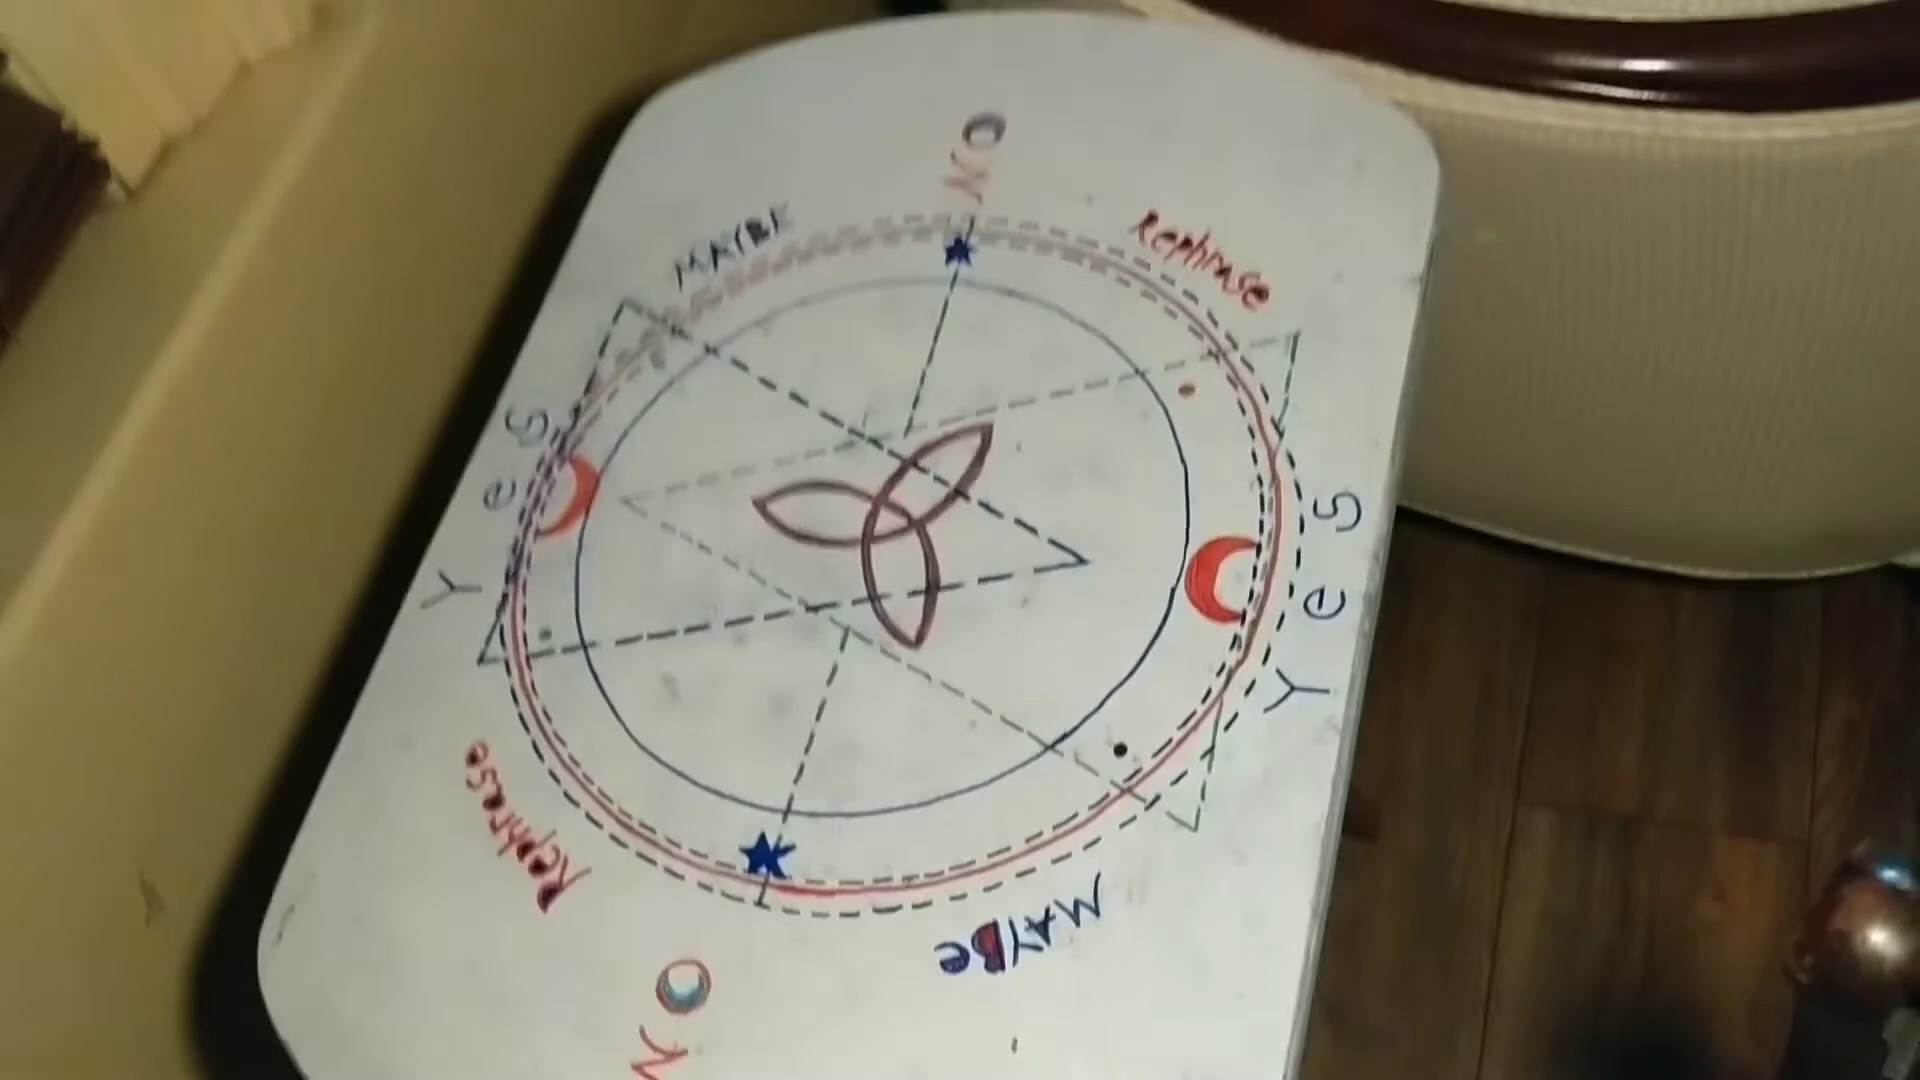 NO
Rephrase
MAYBE
Yes
Yes
Rephrase
MAYBe
NO